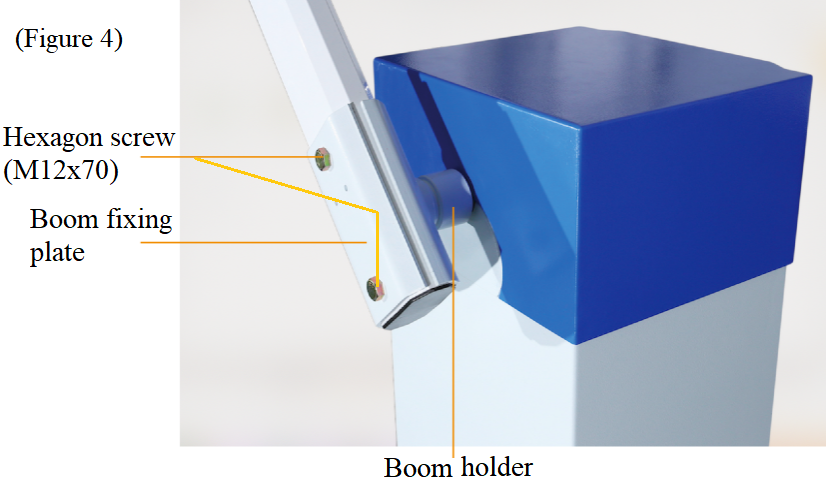 (Figure 4)
Hexagon screw
(M12x70)
Boom fixing
plate
Boom holder